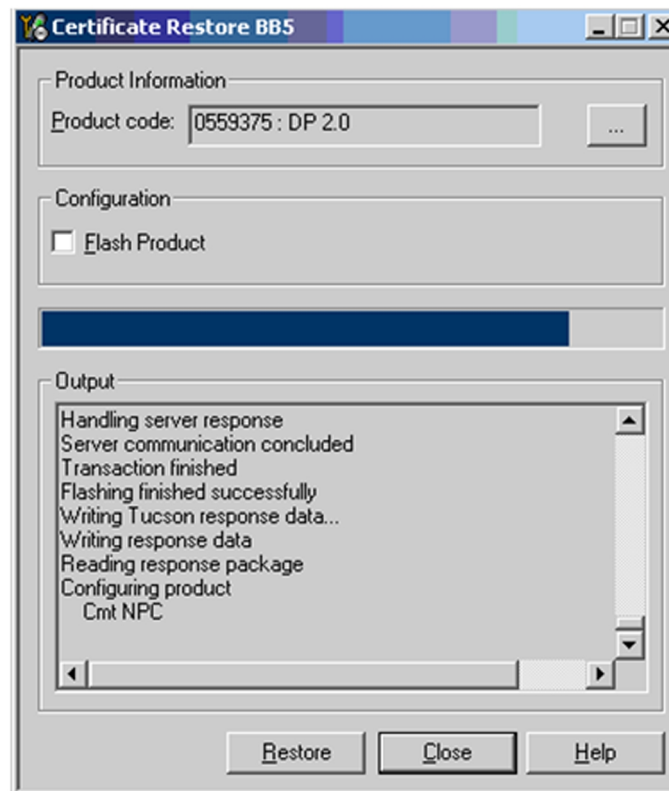 Certificate Restore BB5
Product Information
Product code: 0559375 : DP 2.0
...
Configuration
Flash Product
Output
Handling server response
Server communication concluded
Transaction finished
Flashing finished successfully
Writing Tucson response data...
Writing response data
Reading response package
Configuring product
Cmt NPC
Restore Close Help